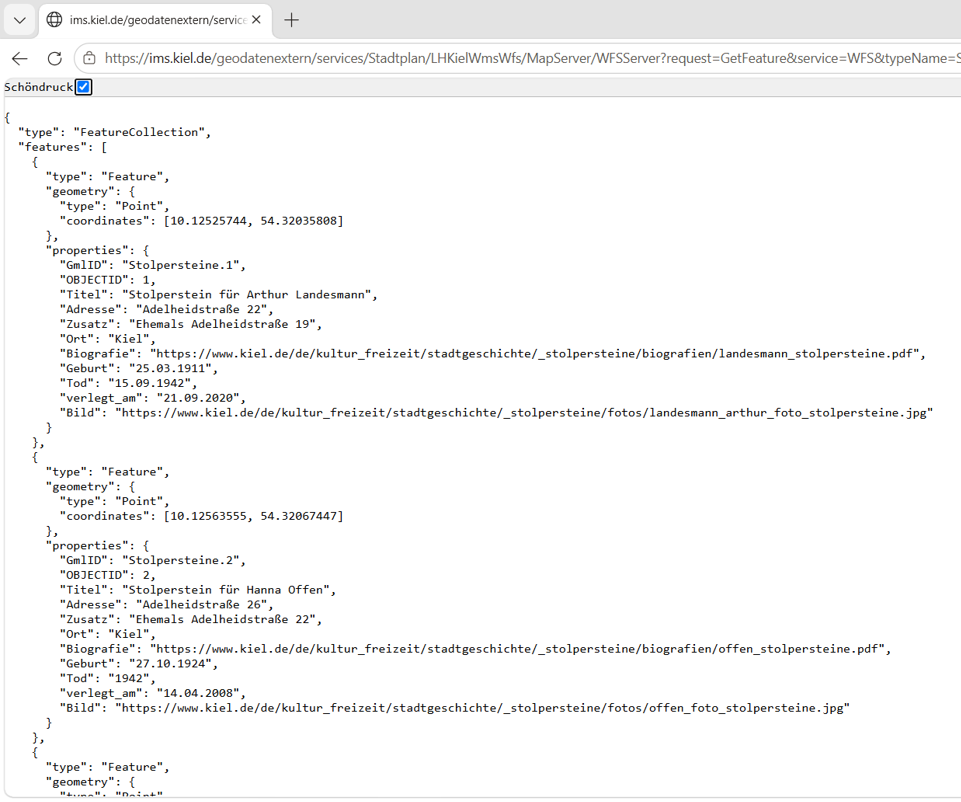 ims.kiel.de/geodatenextern/service
https://ims.kiel.de/geodatenextern/services/Stadtplan/LHKielWmsWfs/MapServer/WFSServer?request=GetFeature&service=WFS&typeName=S
Schöndruck
{
  "type": "FeatureCollection",
  "features": [
    {
      "type": "Feature",
      "geometry": {
        "type": "Point",
        "coordinates": [10.12525744, 54.32035808]
      },
      "properties": {
        "GmlID": "Stolpersteine.1",
        "OBJECTID": 1,
        "Titel": "Stolperstein für Arthur Landesmann",
        "Adresse": "Adelheidstraße 22",
        "Zusatz": "Ehemals Adelheidstraße 19",
        "Ort": "Kiel",
        "Biografie": "https://www.kiel.de/de/kultur_freizeit/stadtgeschichte/_stolpersteine/biografien/landesmann_stolpersteine.pdf",
        "Geburt": "25.03.1911",
        "Tod": "15.09.1942",
        "verlegt_am": "21.09.2020",
        "Bild": "https://www.kiel.de/de/kultur_freizeit/stadtgeschichte/_stolpersteine/fotos/landesmann_arthur_foto_stolpersteine.jpg"
      }
    },
    {
      "type": "Feature",
      "geometry": {
        "type": "Point",
        "coordinates": [10.12563555, 54.32067447]
      },
      "properties": {
        "GmlID": "Stolpersteine.2",
        "OBJECTID": 2,
        "Titel": "Stolperstein für Hanna Offen",
        "Adresse": "Adelheidstraße 26",
        "Zusatz": "Ehemals Adelheidstraße 22",
        "Ort": "Kiel",
        "Biografie": "https://www.kiel.de/de/kultur_freizeit/stadtgeschichte/_stolpersteine/biografien/offen_stolpersteine.pdf",
        "Geburt": "27.10.1924",
        "Tod": "1942",
        "verlegt_am": "14.04.2008",
        "Bild": "https://www.kiel.de/de/kultur_freizeit/stadtgeschichte/_stolpersteine/fotos/offen_foto_stolpersteine.jpg"
      }
    },
    {
      "type": "Feature",
      "geometry": {
        "type": "Point"